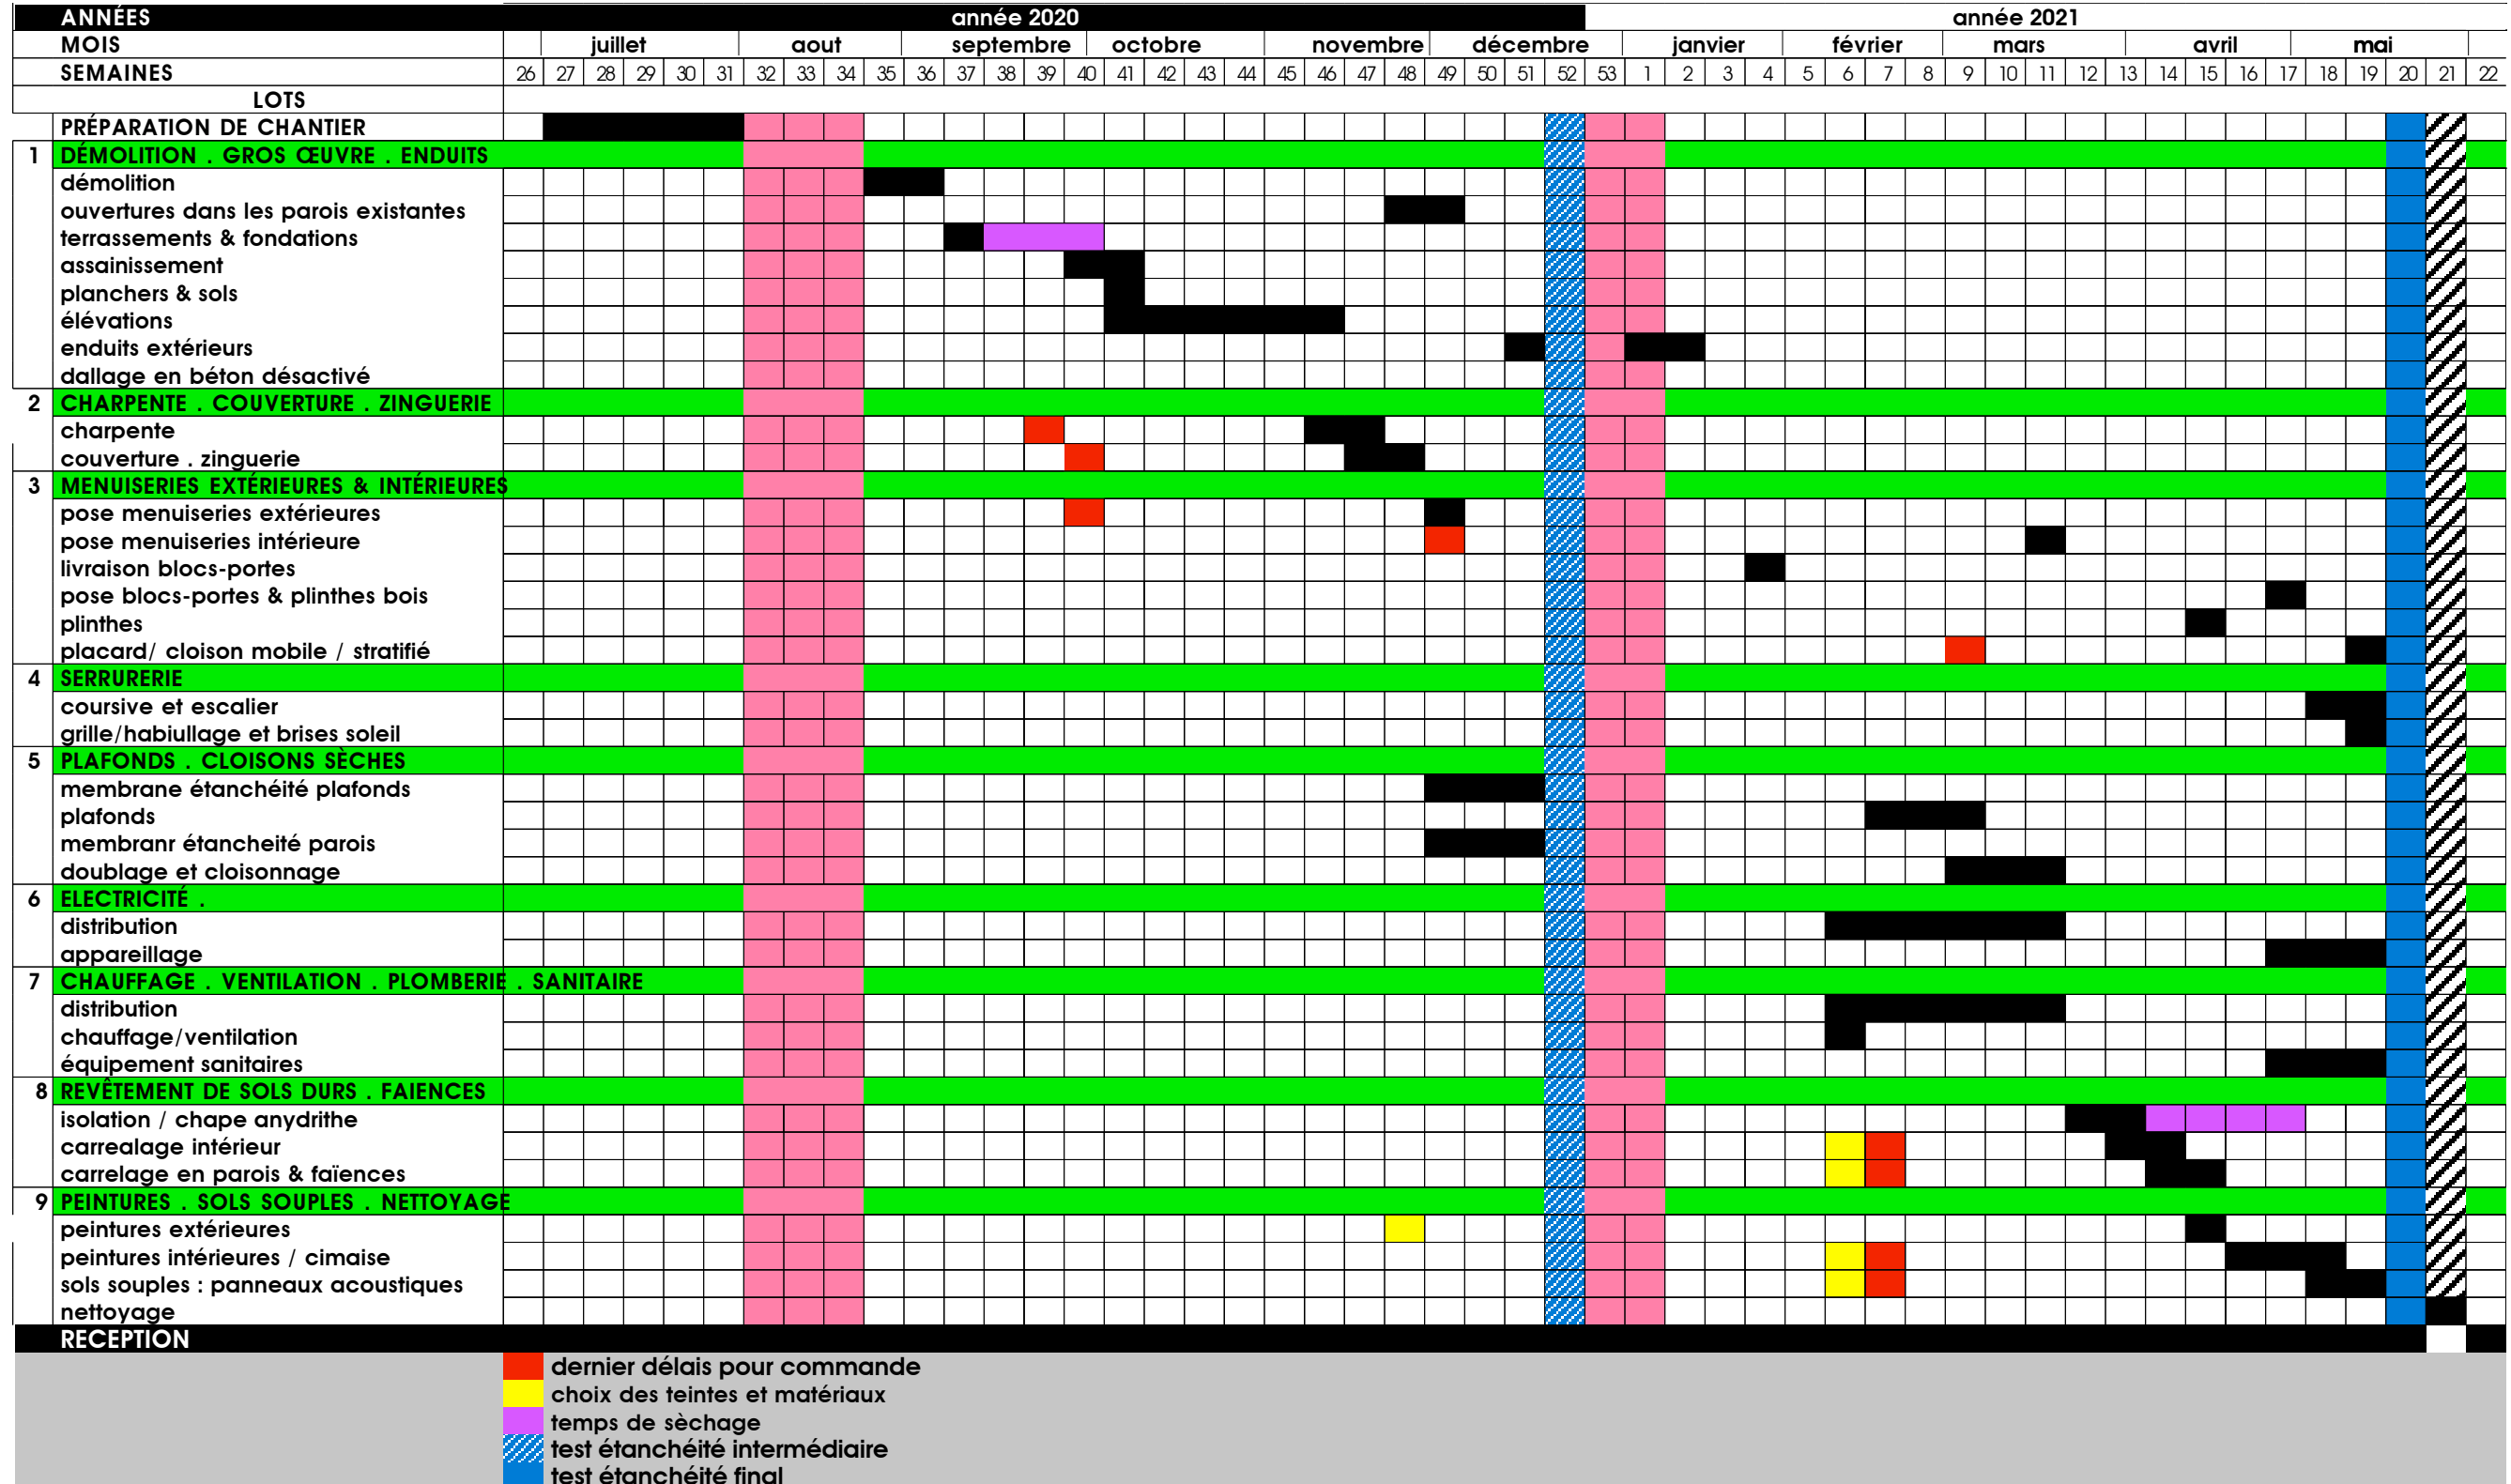 ANNÉES année 2020 année 2021
MOIS juillet aout septembre octobre novembre décembre janvier février mars avril mai
SEMAINES 26 27 28 29 30 31 32 33 34 35 36 37 38 39 40 41 42 43 44 45 46 47 48 49 50 51 52 53 1 2 3 4 5 6 7 8 9 10 11 12 13 14 15 16 17 18 19 20 21 22
LOTS
PRÉPARATION DE CHANTIER
1 DÉMOLITION . GROS ŒUVRE . ENDUITS
démolition
ouvertures dans les parois existantes
terrassements & fondations
assainissement
planchers & sols
élévations
enduits extérieurs
dallage en béton désactivé
2 CHARPENTE . COUVERTURE . ZINGUERIE
charpente
couverture . zinguerie
3 MENUISERIES EXTÉRIEURES & INTÉRIEURES
pose menuiseries extérieures
pose menuiseries intérieure
livraison blocs-portes
pose blocs-portes & plinthes bois
plinthes
placard/ cloison mobile / stratifié
4 SERRURERIE
coursive et escalier
grille/habiullage et brises soleil
5 PLAFONDS . CLOISONS SÈCHES
membrane étanchéité plafonds
plafonds
membranr étancheité parois
doublage et cloisonnage
6 ELECTRICITÉ .
distribution
appareillage
7 CHAUFFAGE . VENTILATION . PLOMBERIE . SANITAIRE
distribution
chauffage/ventilation
équipement sanitaires
8 REVÊTEMENT DE SOLS DURS . FAIENCES
isolation / chape anydrithe
carrealage intérieur
carrelage en parois & faïences
9 PEINTURES . SOLS SOUPLES . NETTOYAGE
peintures extérieures
peintures intérieures / cimaise
sols souples : panneaux acoustiques
nettoyage
RECEPTION
dernier délais pour commande
choix des teintes et matériaux
temps de sèchage
test étanchéité intermédiaire
test étanchéité final